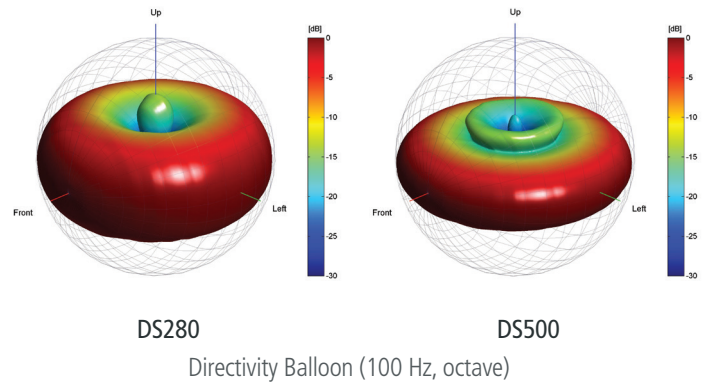 Up
[dB]
0
-5
-10
-15
-20
-25
-30
Front
Left
Up
[dB]
0
-5
-10
-15
-20
-25
-30
Front
Left
DS280
DS500
Directivity Balloon (100 Hz, octave)